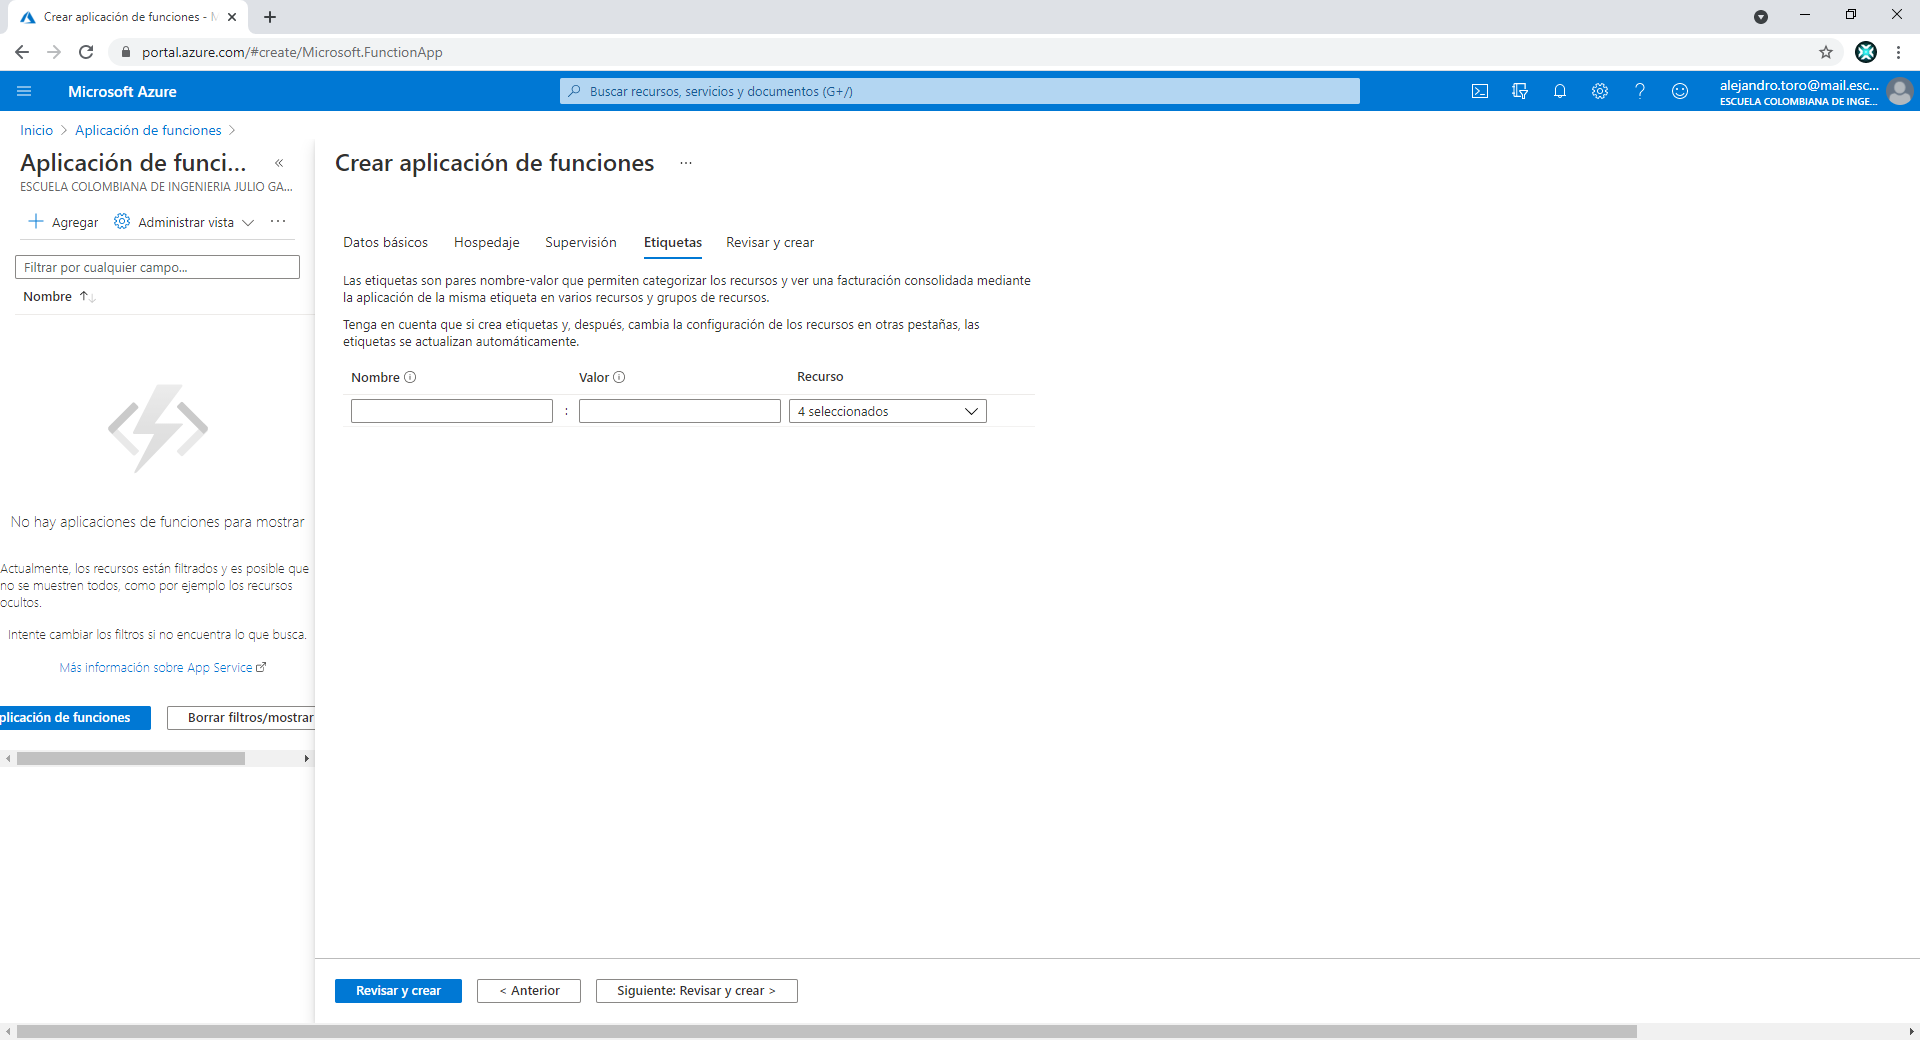 Crear aplicación de funciones - M
portal.azure.com/#create/Microsoft.FunctionApp
Microsoft Azure
Buscar recursos, servicios y documentos (G+/)
alejandro.toro@mail.esc...
ESCUELA COLOMBIANA DE INGE...
Inicio > Aplicación de funciones >
Aplicación de funci... «
ESCUELA COLOMBIANA DE INGENIERIA JULIO GA...
+ Agregar Administrar vista ...
Filtrar por cualquier campo...
Nombre ↑↓
No hay aplicaciones de funciones para mostrar
Actualmente, los recursos están filtrados y es posible que
no se muestren todos, como por ejemplo los recursos
ocultos.
Intente cambiar los filtros si no encuentra lo que busca.
Más información sobre App Service
plicación de funciones
Borrar filtros/mostrar
Crear aplicación de funciones ...
Datos básicos Hospedaje Supervisión Etiquetas Revisar y crear
Las etiquetas son pares nombre-valor que permiten categorizar los recursos y ver una facturación consolidada mediante
la aplicación de la misma etiqueta en varios recursos y grupos de recursos.
Tenga en cuenta que si crea etiquetas y, después, cambia la configuración de los recursos en otras pestañas, las
etiquetas se actualizan automáticamente.
Nombre Valor Recurso
: 4 seleccionados
Revisar y crear < Anterior Siguiente: Revisar y crear >